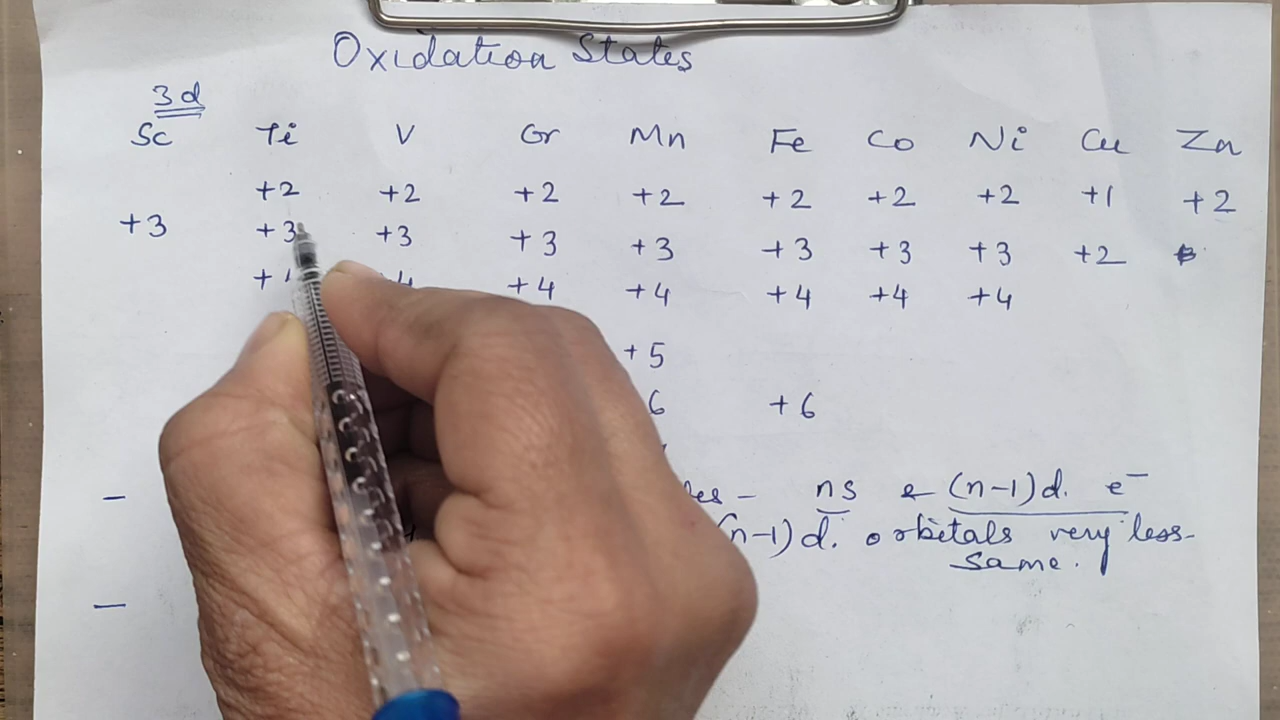 Oxidation States
3d
Sc Ti V Cr Mn Fe Co Ni Cu Zn
+2 +2 +2 +2 +2 +2 +2 +1 +2
+3 +3 +3 +3 +3 +3 +3 +3 +2
+4 +4 +4 +4 +4 +4
+5
6 +6
- ns & (n-1)d. e⁻
(n-1)d. orbitals very less-
same.
-